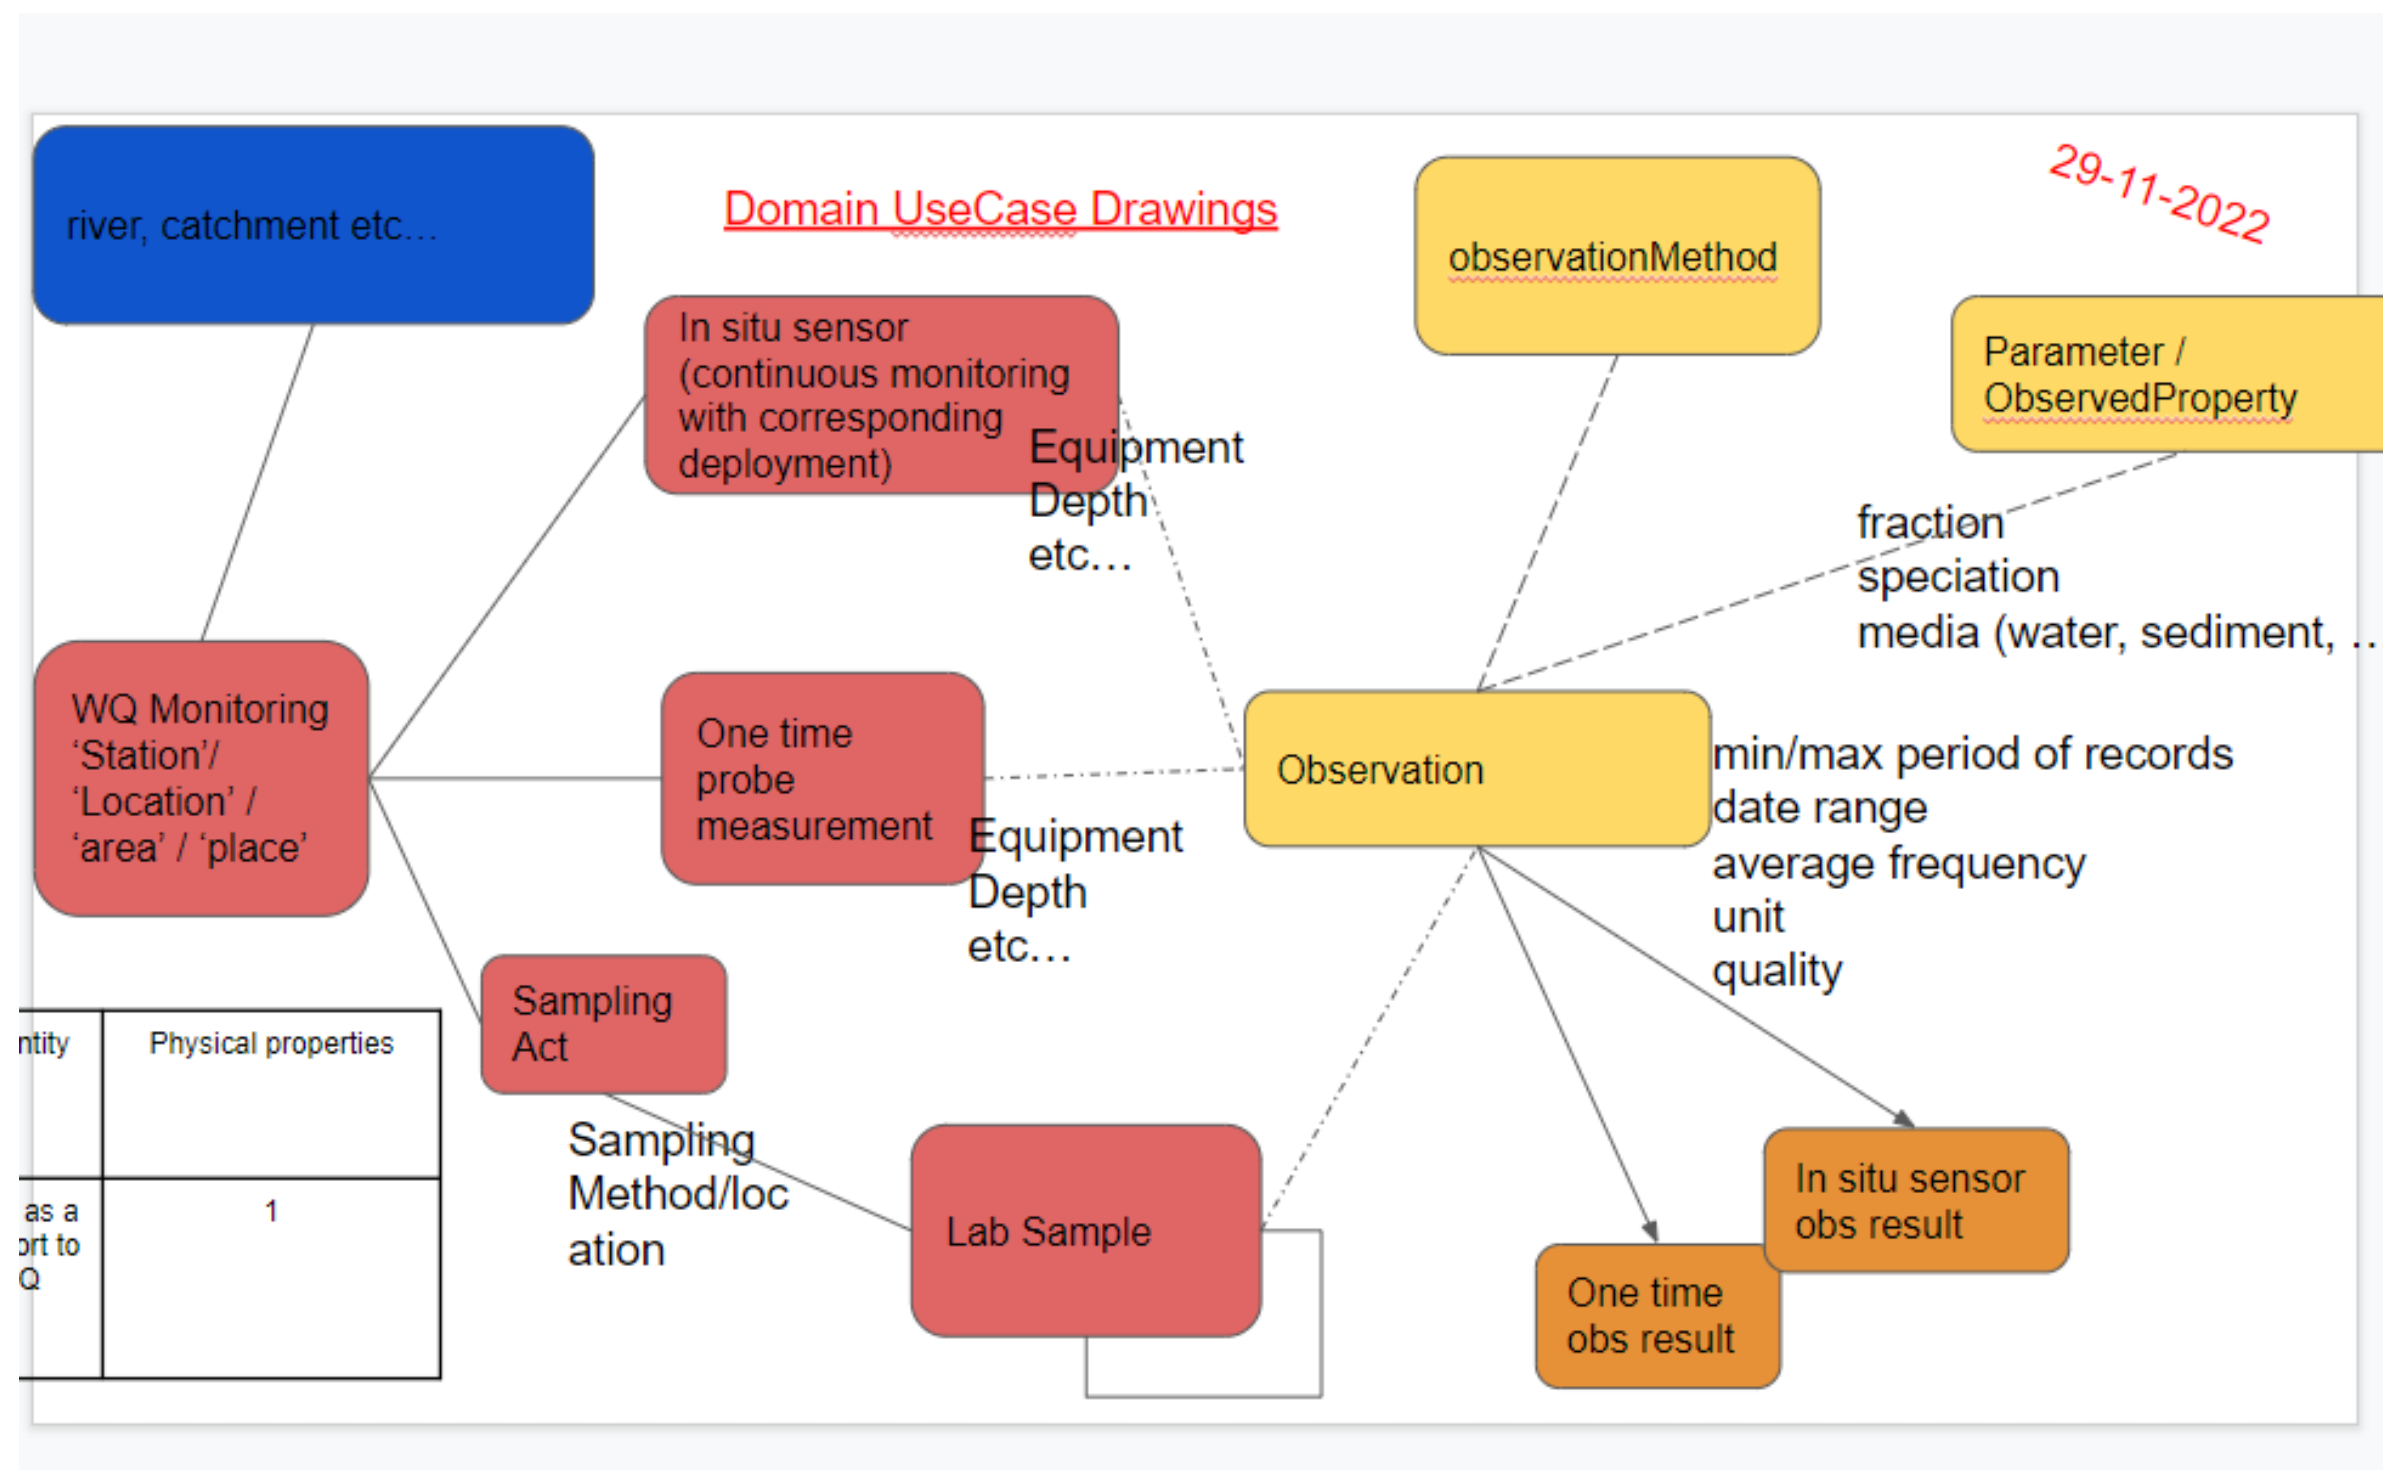 river, catchment etc…
Domain UseCase Drawings
29-11-2022
observationMethod
Parameter /
ObservedProperty
In situ sensor
(continuous monitoring
with corresponding
deployment)
Equipment
Depth
etc…
fraction
speciation
media (water, sediment, …
WQ Monitoring
‘Station’/
‘Location’ /
‘area’ / ‘place’
One time
probe
measurement
Equipment
Depth
etc…
Observation
min/max period of records
date range
average frequency
unit
quality
Sampling
Act
Sampling
Method/loc
ation
Physical properties
as a
to
Q
1
Lab Sample
In situ sensor
obs result
One time
obs result